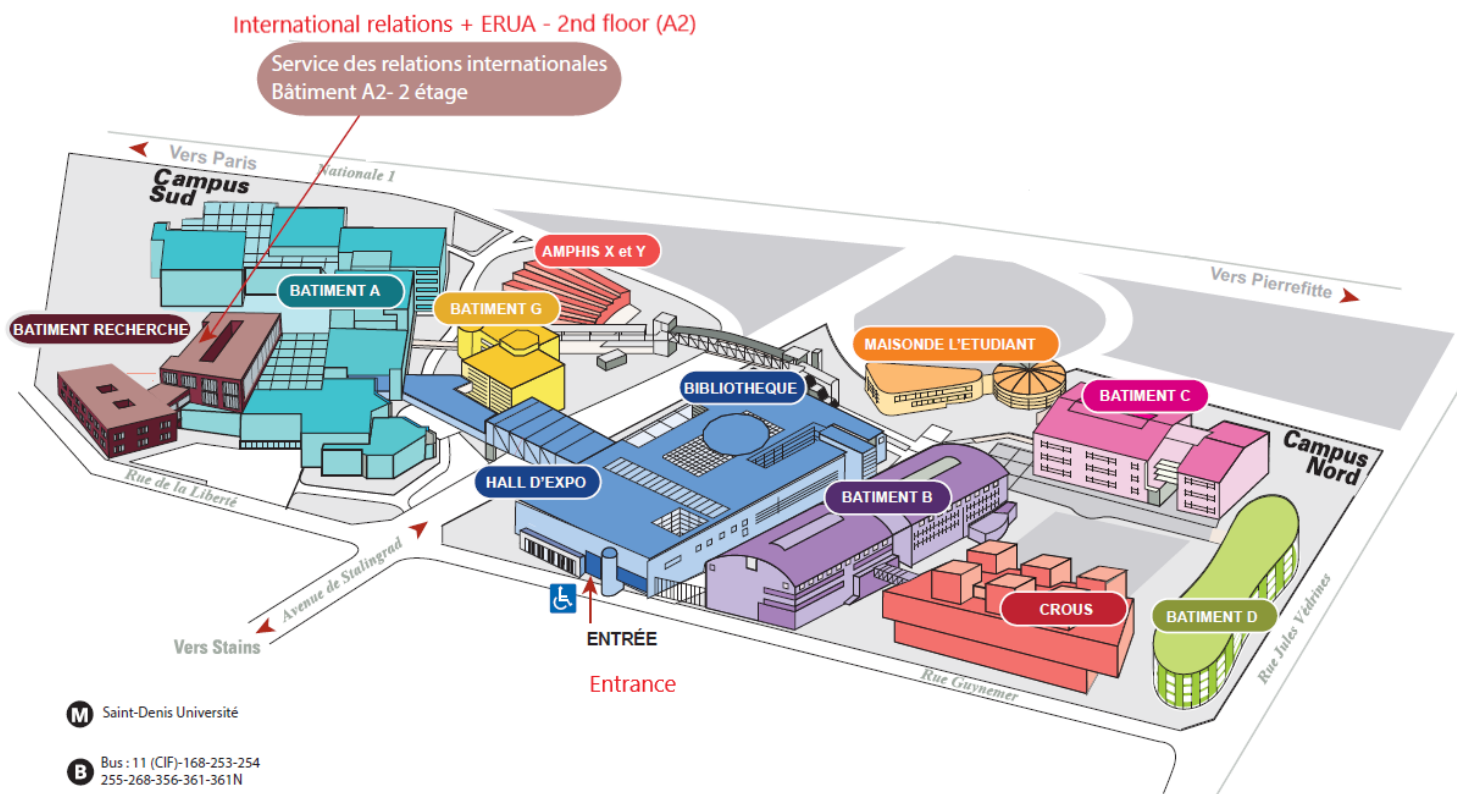 International relations + ERUA - 2nd floor (A2)
Service des relations internationales
Bâtiment A2- 2 étage
Vers Paris
Nationale 1
Campus
Sud
AMPHIS X et Y
Vers Pierrefitte
BATIMENT A
BATIMENT G
BATIMENT RECHERCHE
MAISONDE L'ETUDIANT
BIBLIOTHEQUE
BATIMENT C
Campus
Nord
HALL D'EXPO
BATIMENT B
Rue de la Liberté
Avenue de Stalingrad
CROUS
BATIMENT D
Rue Jules Védrines
ENTRÉE
Vers Stains
Entrance
Rue Guynemer
M Saint-Denis Université
B Bus : 11 (CIF)-168-253-254
255-268-356-361-361N